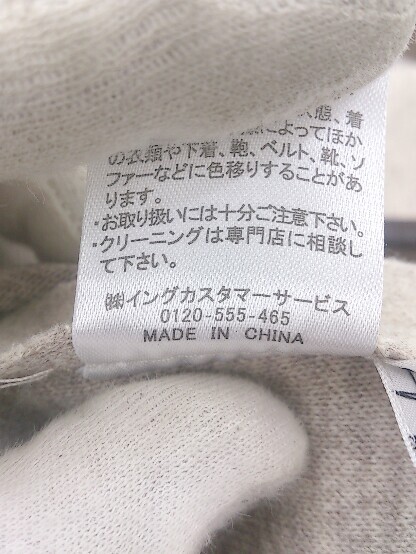 態、着
によってほか
の衣類や下着、鞄、ベルト、靴、ソ
ファーなどに色移りすることがあ
ります。
・お取り扱いには十分ご注意下さい。
・クリーニングは専門店に相談し
て下さい。
㈱イングカスタマーサービス
0120-555-465
MADE IN CHINA